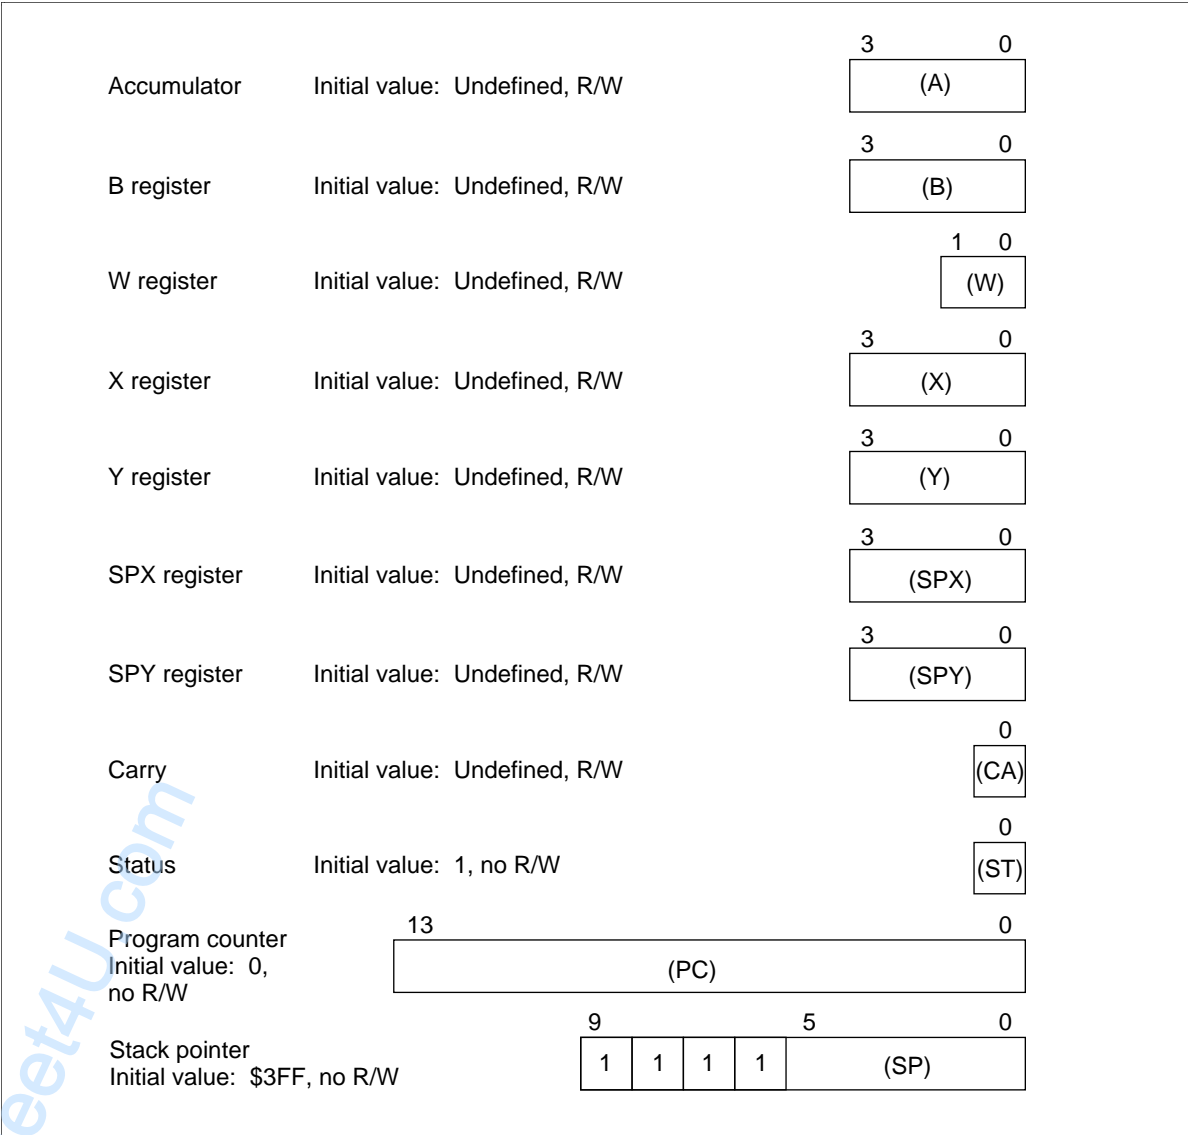 3 0
Accumulator Initial value: Undefined, R/W (A)
3 0
B register Initial value: Undefined, R/W (B)
1 0
W register Initial value: Undefined, R/W (W)
3 0
X register Initial value: Undefined, R/W (X)
3 0
Y register Initial value: Undefined, R/W (Y)
3 0
SPX register Initial value: Undefined, R/W (SPX)
3 0
SPY register Initial value: Undefined, R/W (SPY)
0
Carry Initial value: Undefined, R/W (CA)
0
Status Initial value: 1, no R/W (ST)
13 0
Program counter
Initial value: 0, (PC)
no R/W
9 5 0
Stack pointer
Initial value: $3FF, no R/W 1 1 1 1 (SP)
eet4U.com